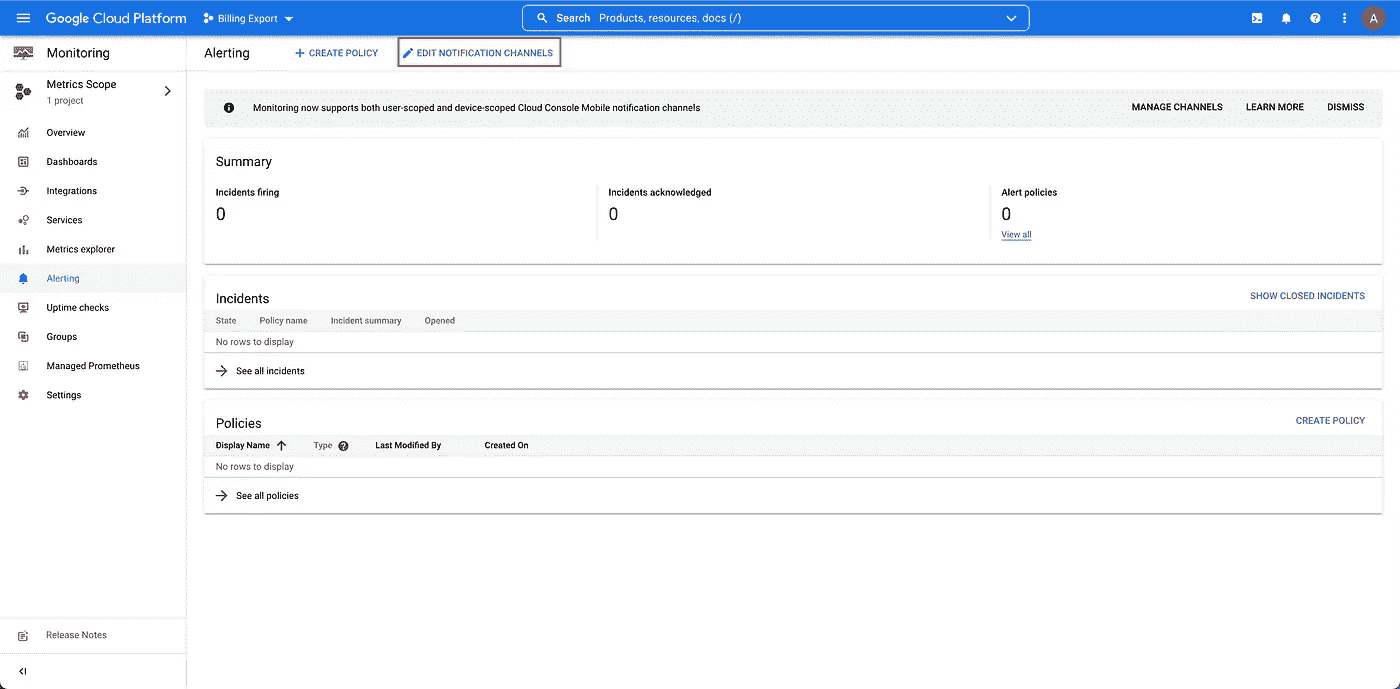 Google Cloud Platform Billing Export Search Products, resources, docs (/) A
Monitoring
Alerting CREATE POLICY EDIT NOTIFICATION CHANNELS
Metrics Scope
1 project
Overview
Dashboards
Integrations
Services
Metrics explorer
Alerting
Uptime checks
Groups
Managed Prometheus
Settings
Release Notes
Monitoring now supports both user-scoped and device-scoped Cloud Console Mobile notification channels MANAGE CHANNELS LEARN MORE DISMISS
Summary
Incidents firing Incidents acknowledged Alert policies
0 0 0
View all
Incidents SHOW CLOSED INCIDENTS
State Policy name Incident summary Opened
No rows to display
See all incidents
Policies CREATE POLICY
Display Name Type Last Modified By Created On
No rows to display
See all policies